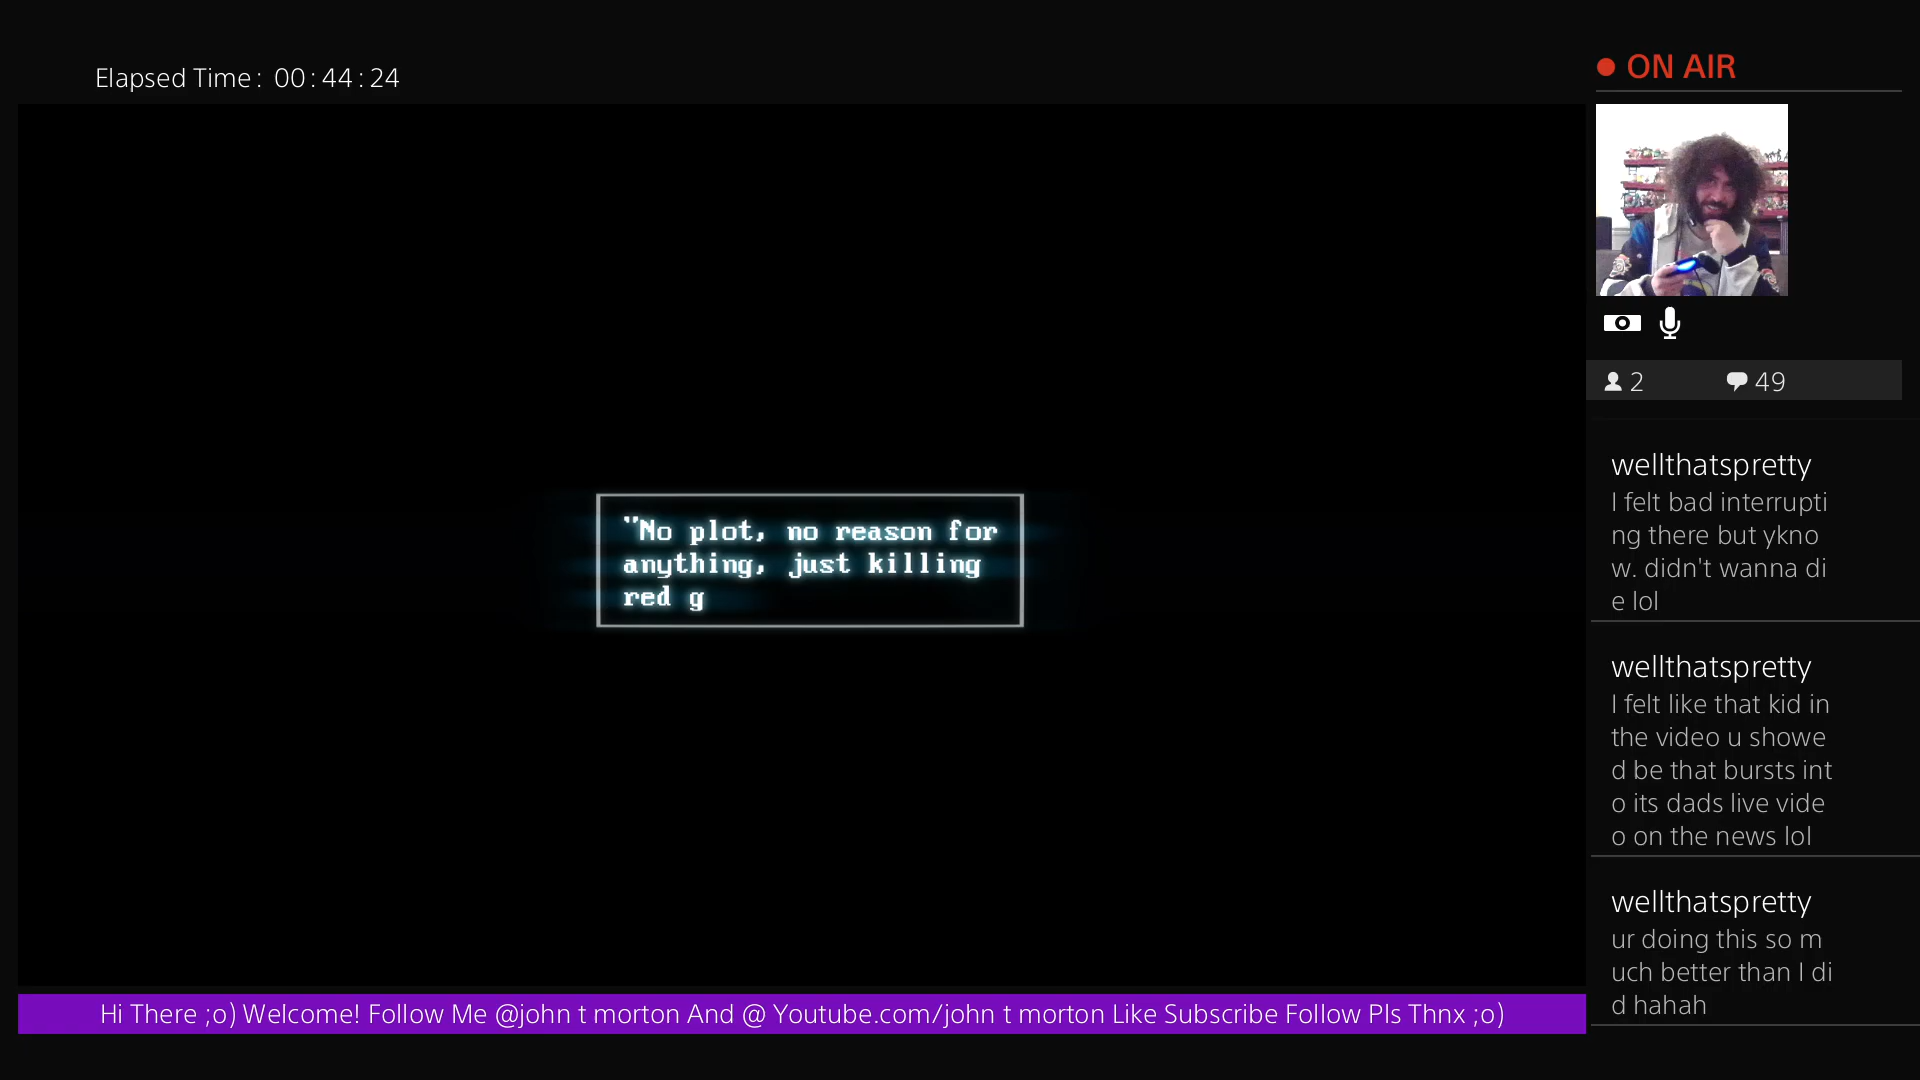 Elapsed Time: 00:44:24
ON AIR
2 49
"No plot, no reason for
anything, just killing
red g
wellthatspretty
I felt bad interrupti
ng there but ykno
w. didn't wanna di
e lol
wellthatspretty
I felt like that kid in
the video u showe
d be that bursts int
o its dads live vide
o on the news lol
wellthatspretty
ur doing this so m
uch better than I di
d hahah
Hi There ;o) Welcome! Follow Me @john t morton And @ Youtube.com/john t morton Like Subscribe Follow Pls Thnx ;o)